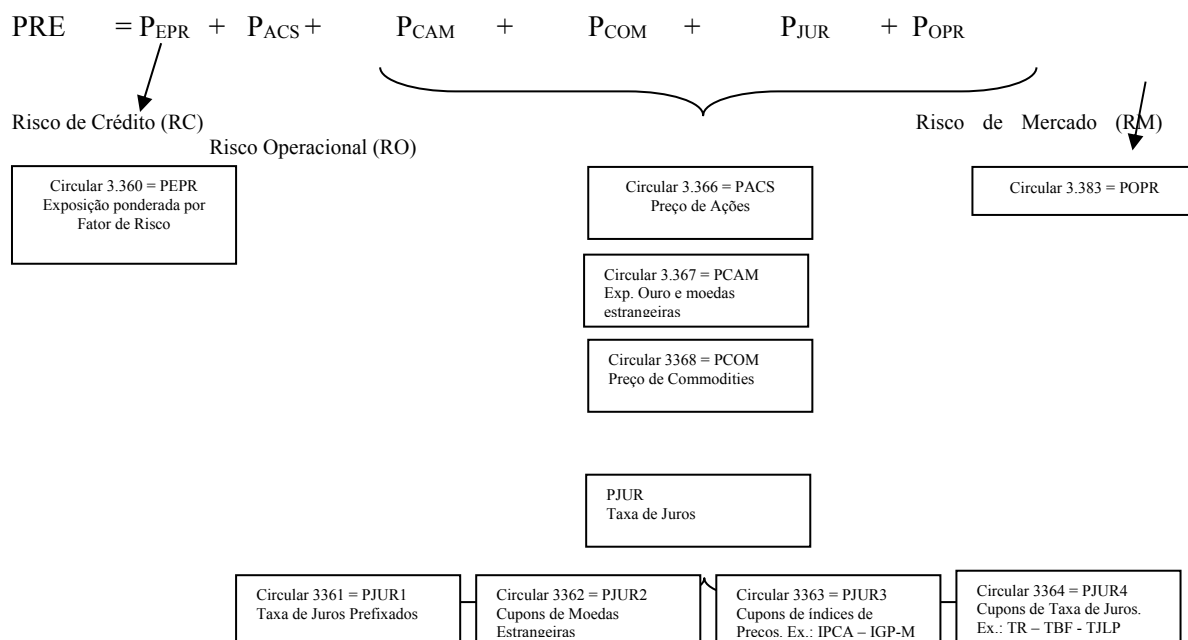 PRE = PEPR + PACS+ PCAM + PCOM + PJUR + POPR
Risco de Crédito (RC)
Risco de Mercado (RM)
Risco Operacional (RO)
Circular 3.360 = PEPR
Exposição ponderada por
Fator de Risco
Circular 3.366 = PACS
Preço de Ações
Circular 3.383 = POPR
Circular 3.367 = PCAM
Exp. Ouro e moedas
estrangeiras
Circular 3368 = PCOM
Preço de Commodities
PJUR
Taxa de Juros
Circular 3361 = PJUR1
Taxa de Juros Prefixados
Circular 3362 = PJUR2
Cupons de Moedas
Estrangeiras
Circular 3363 = PJUR3
Cupons de índices de
Preços. Ex.: IPCA – IGP-M
Circular 3364 = PJUR4
Cupons de Taxa de Juros.
Ex.: TR – TBF - TJLP